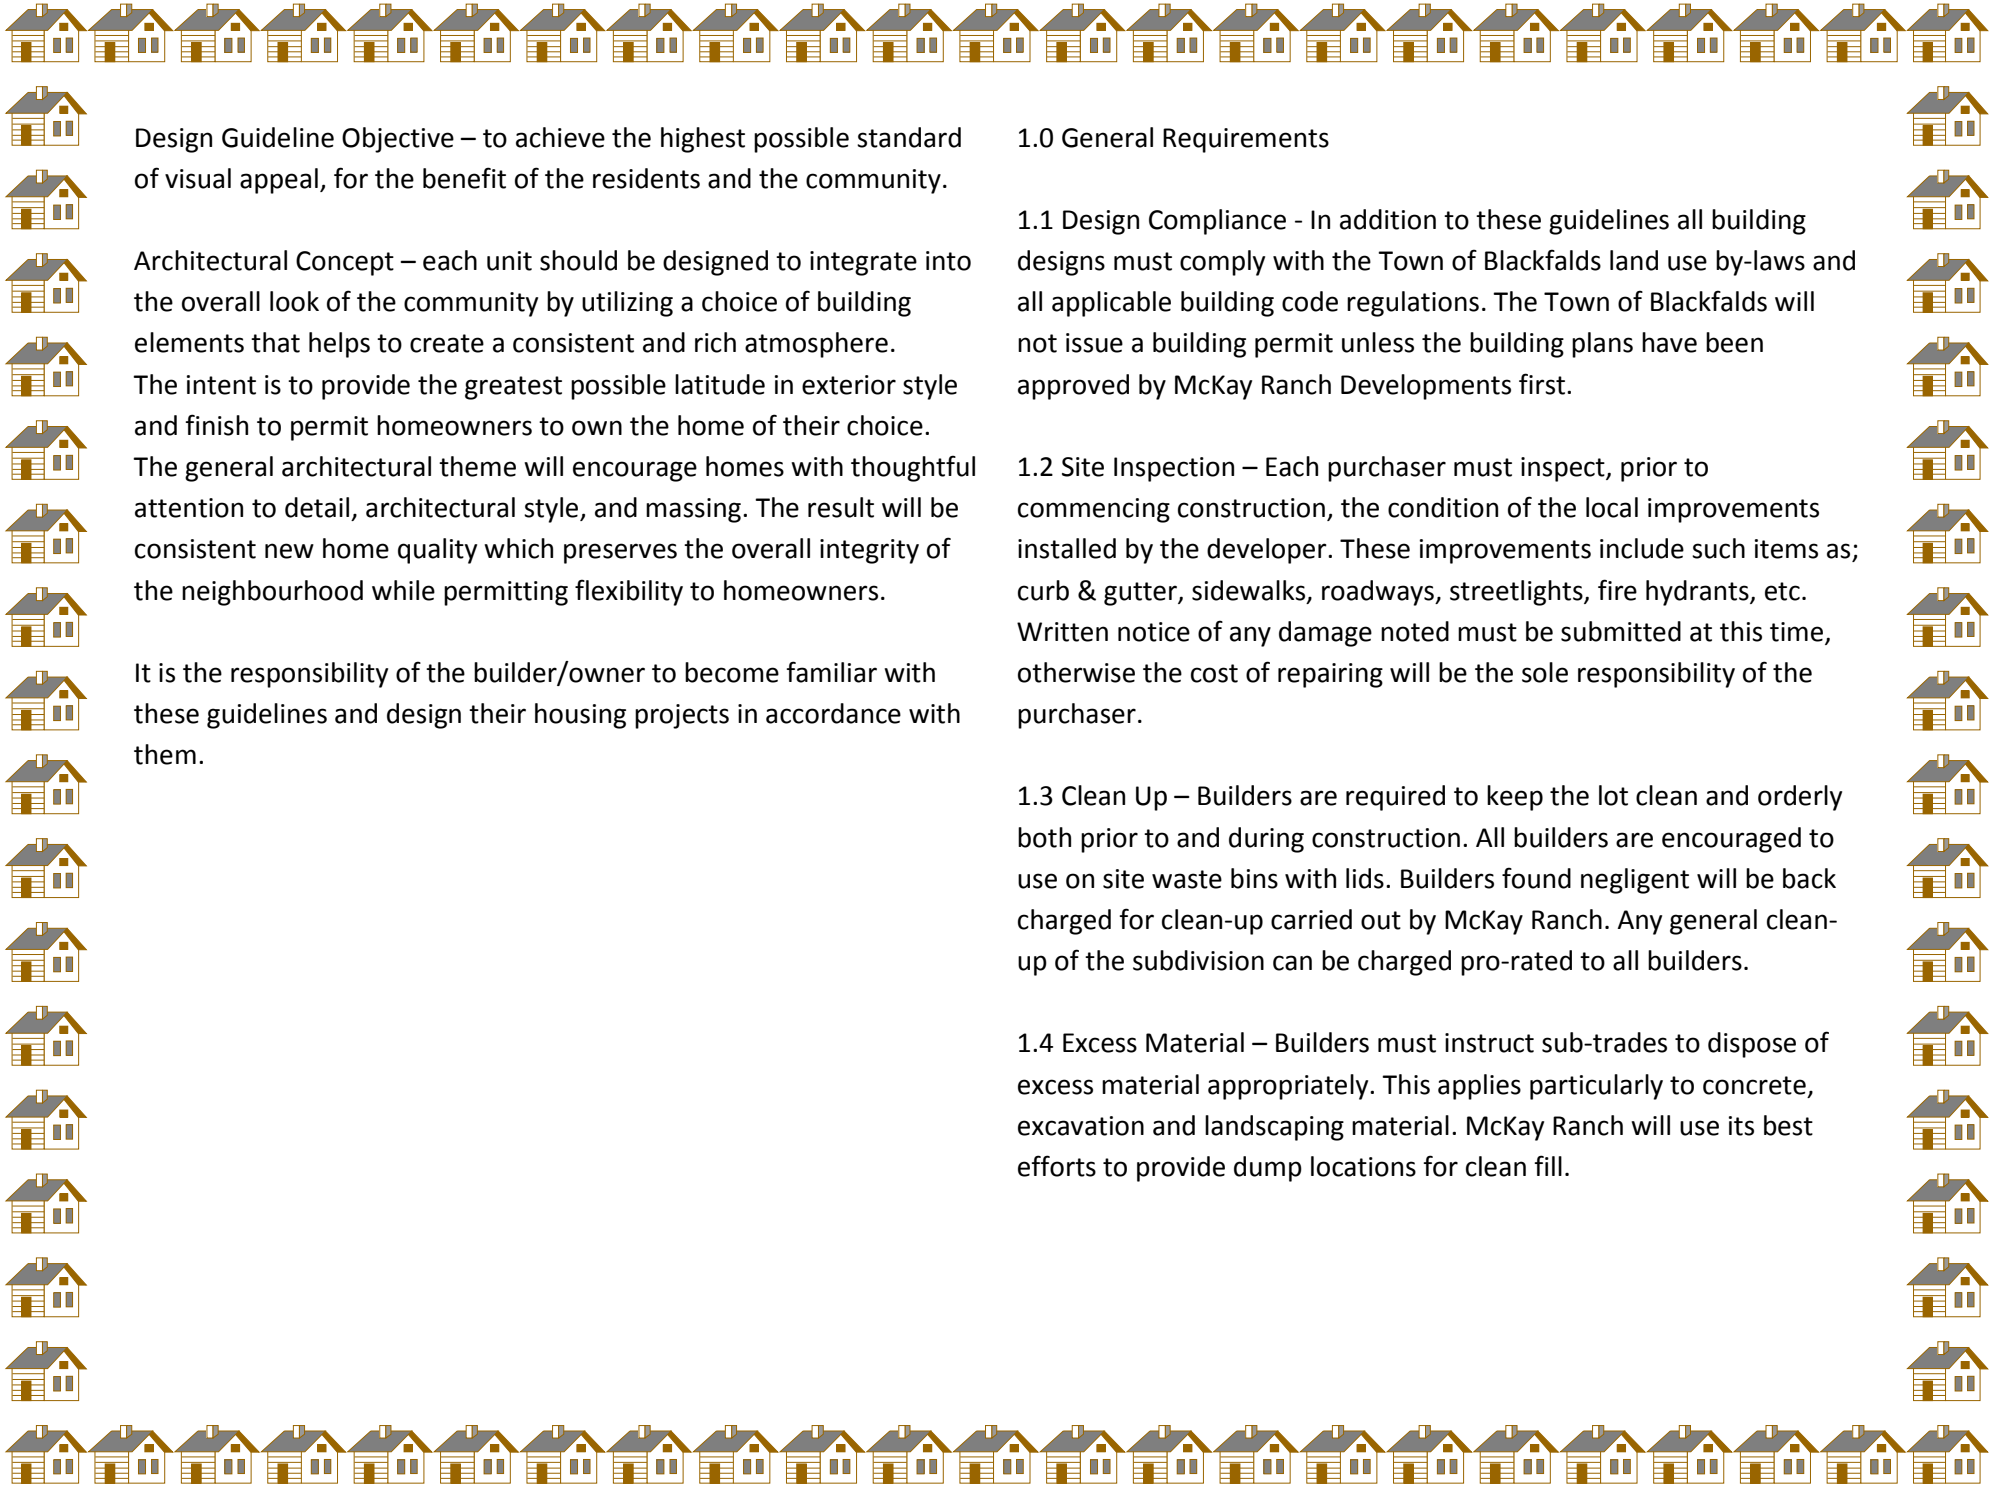 Design Guideline Objective – to achieve the highest possible standard
of visual appeal, for the benefit of the residents and the community.
Architectural Concept – each unit should be designed to integrate into
the overall look of the community by utilizing a choice of building
elements that helps to create a consistent and rich atmosphere.
The intent is to provide the greatest possible latitude in exterior style
and finish to permit homeowners to own the home of their choice.
The general architectural theme will encourage homes with thoughtful
attention to detail, architectural style, and massing. The result will be
consistent new home quality which preserves the overall integrity of
the neighbourhood while permitting flexibility to homeowners.
It is the responsibility of the builder/owner to become familiar with
these guidelines and design their housing projects in accordance with
them.
1.0 General Requirements
1.1 Design Compliance - In addition to these guidelines all building
designs must comply with the Town of Blackfalds land use by-laws and
all applicable building code regulations. The Town of Blackfalds will
not issue a building permit unless the building plans have been
approved by McKay Ranch Developments first.
1.2 Site Inspection – Each purchaser must inspect, prior to
commencing construction, the condition of the local improvements
installed by the developer. These improvements include such items as;
curb & gutter, sidewalks, roadways, streetlights, fire hydrants, etc.
Written notice of any damage noted must be submitted at this time,
otherwise the cost of repairing will be the sole responsibility of the
purchaser.
1.3 Clean Up – Builders are required to keep the lot clean and orderly
both prior to and during construction. All builders are encouraged to
use on site waste bins with lids. Builders found negligent will be back
charged for clean-up carried out by McKay Ranch. Any general clean-
up of the subdivision can be charged pro-rated to all builders.
1.4 Excess Material – Builders must instruct sub-trades to dispose of
excess material appropriately. This applies particularly to concrete,
excavation and landscaping material. McKay Ranch will use its best
efforts to provide dump locations for clean fill.